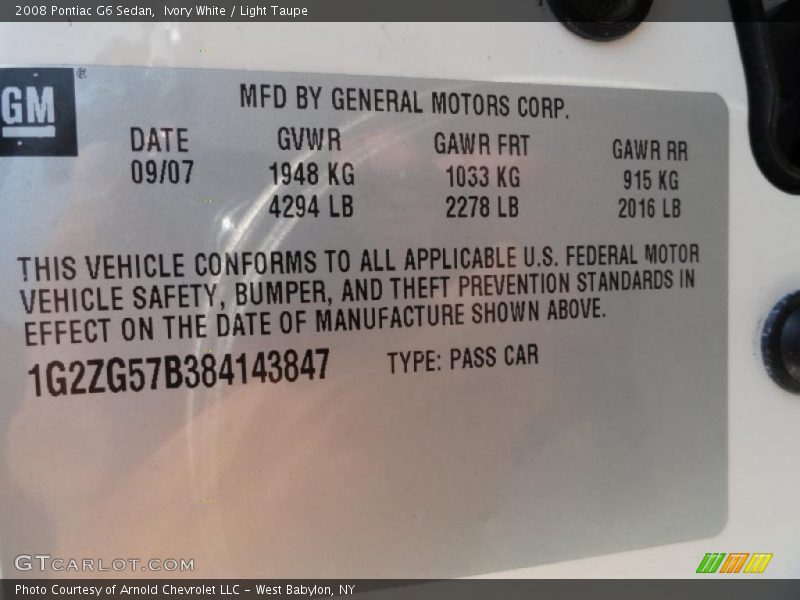 2008 Pontiac G6 Sedan,  Ivory White / Light Taupe
GM
MFD BY GENERAL MOTORS CORP.
DATE GVWR GAWR FRT GAWR RR
09/07 1948 KG 1033 KG 915 KG
4294 LB 2278 LB 2016 LB
THIS VEHICLE CONFORMS TO ALL APPLICABLE U.S. FEDERAL MOTOR
VEHICLE SAFETY, BUMPER, AND THEFT PREVENTION STANDARDS IN
EFFECT ON THE DATE OF MANUFACTURE SHOWN ABOVE.
1G2ZG57B384143847 TYPE: PASS CAR
GTCARLOT.COM
Photo Courtesy of Arnold Chevrolet LLC - West Babylon, NY